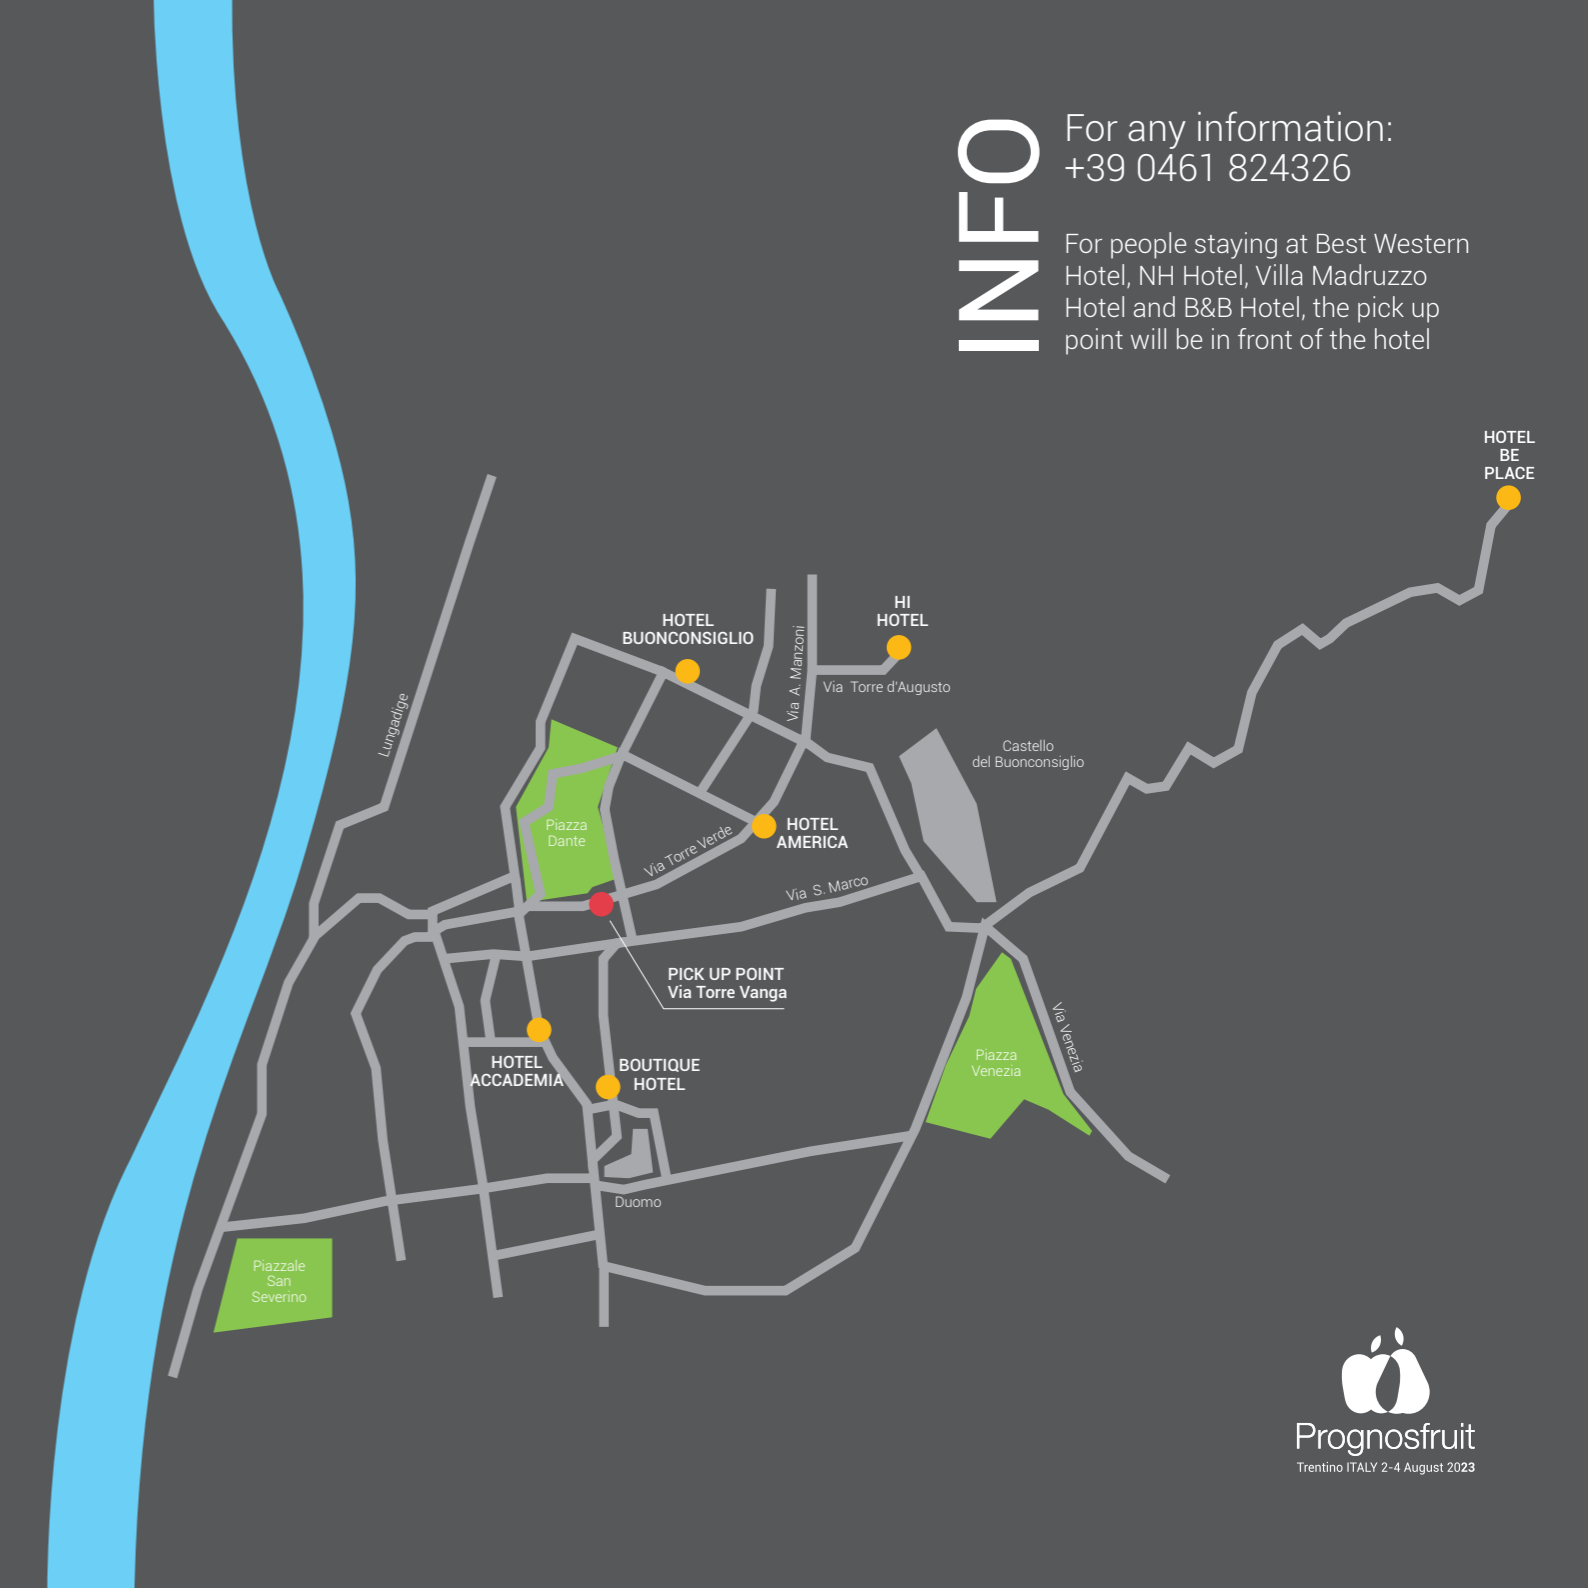 INFO
For any information:
+39 0461 824326
For people staying at Best Western
Hotel, NH Hotel, Villa Madruzzo
Hotel and B&B Hotel, the pick up
point will be in front of the hotel
HOTEL
BE
PLACE
HI
HOTEL
HOTEL
BUONCONSIGLIO
Via A. Manzoni
Via Torre d'Augusto
Lungadige
Castello
del Buonconsiglio
Piazza
Dante
Via Torre Verde
HOTEL
AMERICA
Via S. Marco
PICK UP POINT
Via Torre Vanga
Via Venezia
HOTEL
ACCADEMIA
BOUTIQUE
HOTEL
Piazza
Venezia
Duomo
Piazzale
San
Severino
Prognosfruit
Trentino ITALY 2-4 August 2023